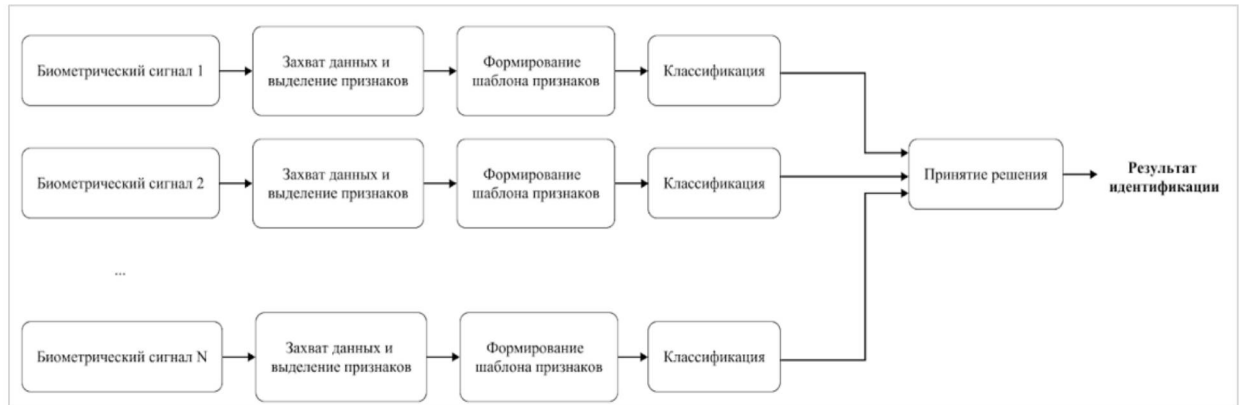 Биометрический сигнал 1
Захват данных и
выделение признаков
Формирование
шаблона признаков
Классификация
Биометрический сигнал 2
Захват данных и
выделение признаков
Формирование
шаблона признаков
Классификация
Принятие решения
Результат
идентификации
...
Биометрический сигнал N
Захват данных и
выделение признаков
Формирование
шаблона признаков
Классификация